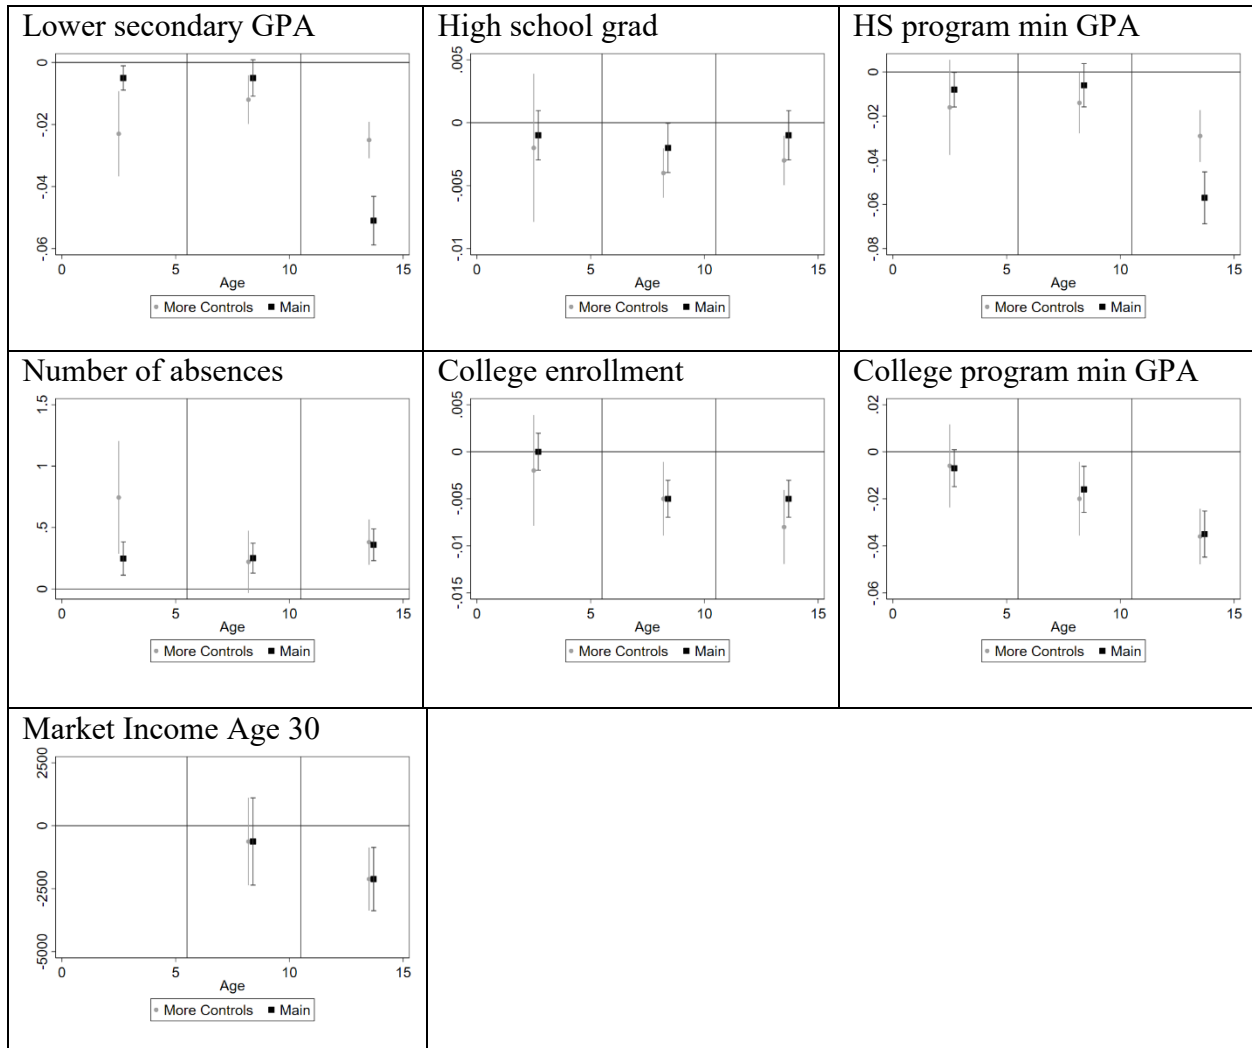 Lower secondary GPA
0
-.02
-.04
-.06
0 5 10 15
Age
More Controls Main
High school grad
.005
0
-.005
-.01
0 5 10 15
Age
More Controls Main
HS program min GPA
0
-.02
-.04
-.06
-.08
0 5 10 15
Age
More Controls Main
Number of absences
1.5
1
.5
0
0 5 10 15
Age
More Controls Main
College enrollment
.005
0
-.005
-.01
-.015
0 5 10 15
Age
More Controls Main
College program min GPA
.02
0
-.02
-.04
-.06
0 5 10 15
Age
More Controls Main
Market Income Age 30
2500
0
-2500
-5000
0 5 10 15
Age
More Controls Main